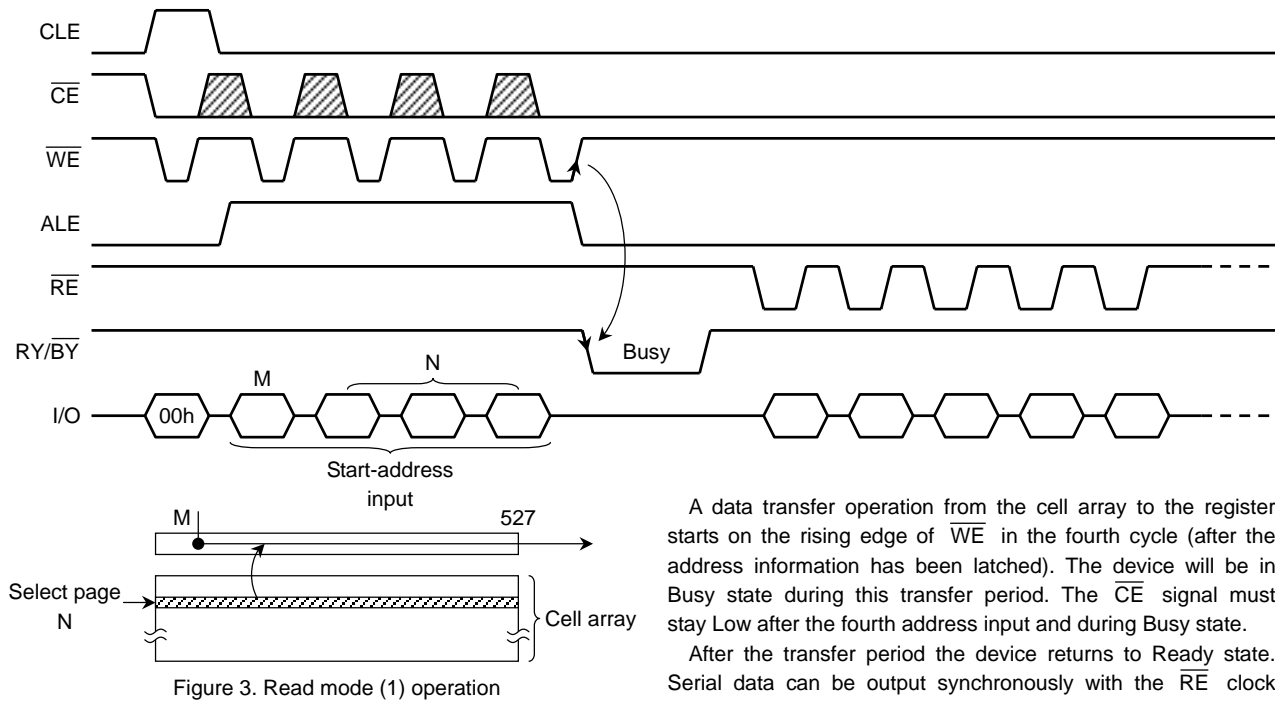 CLE
CE
WE
ALE
RE
RY/BY
Busy
M
N
I/O
00h
Start-address
input
M
527
Select page
N
Cell array
Figure 3. Read mode (1) operation
A data transfer operation from the cell array to the register
starts on the rising edge of WE in the fourth cycle (after the
address information has been latched). The device will be in
Busy state during this transfer period. The CE signal must
stay Low after the fourth address input and during Busy state.
After the transfer period the device returns to Ready state.
Serial data can be output synchronously with the RE clock